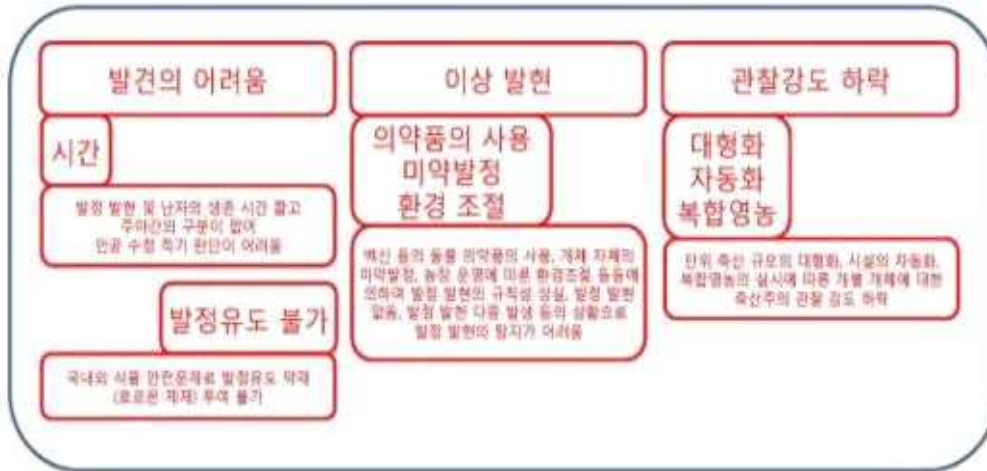 발견의 어려움
시간
발정 발현 및 난자의 생존 시간 짧고
주야간의 구분이 없어
인공 수정 적기 판단이 어려움
발정유도 불가
국내외 식품 안전문제로 발정유도 약재
(호르몬 제제) 투여 불가
이상 발현
의약품의 사용
미약발정
환경 조절
백신 등의 동물 의약품의 사용, 개체 자체의
미약발정, 농장 운영에 따른 환경조절 등등에
의하여 발정 발현의 규칙성 상실, 발정 발현
없음, 발정 발현 다중 발생 등의 상황으로
발정 발현의 탐지가 어려움
관찰강도 하락
대형화
자동화
복합영농
단위 축산 규모의 대형화, 시설의 자동화,
복합영농의 실시에 따른 개별 개체에 대한
축산주의 관찰 강도 하락